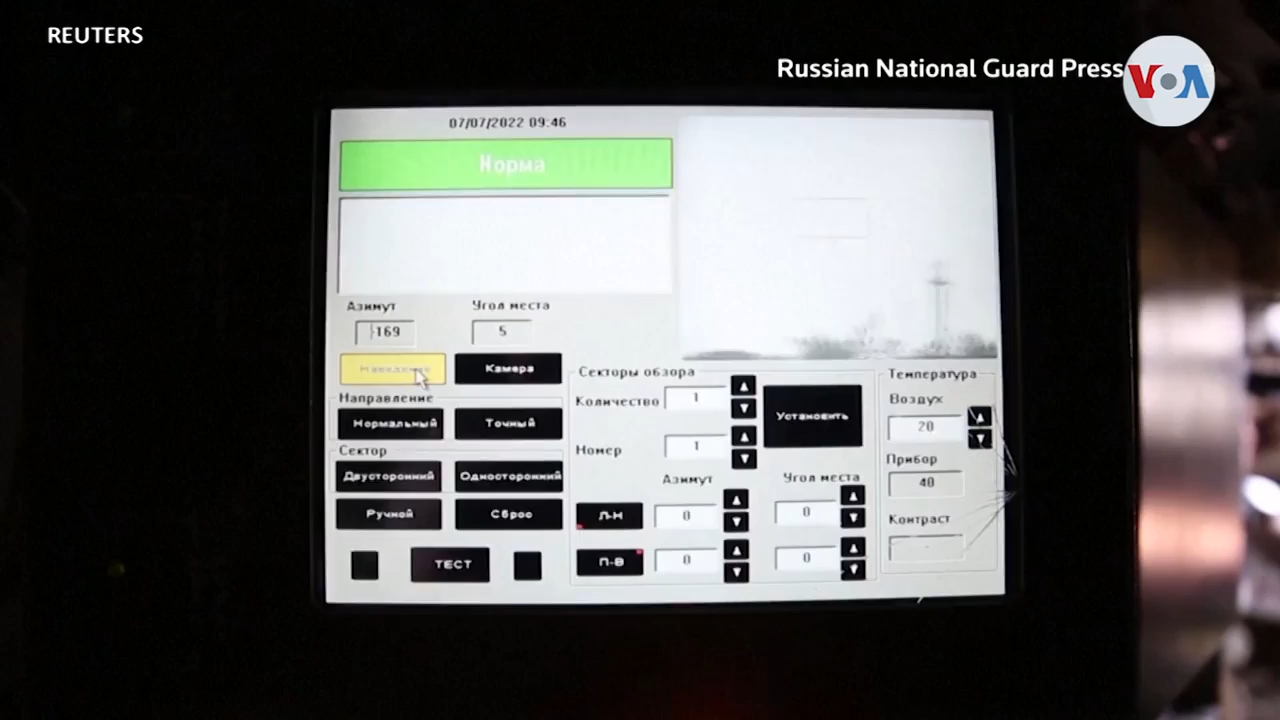 REUTERS
Russian National Guard Press
VOA
07/07/2022 09:46
Норма
Азимут
Угол места
-169
5
Наведение
Камера
Направление
Нормальный
Точный
Сектор
Двусторонний
Односторонний
Ручной
Сброс
ТЕСТ
Секторы обзора
Количество
1
Установить
Номер
1
Азимут
Угол места
Л-Н
0
0
П-В
0
0
Температура
Воздух
20
Прибор
40
Контраст